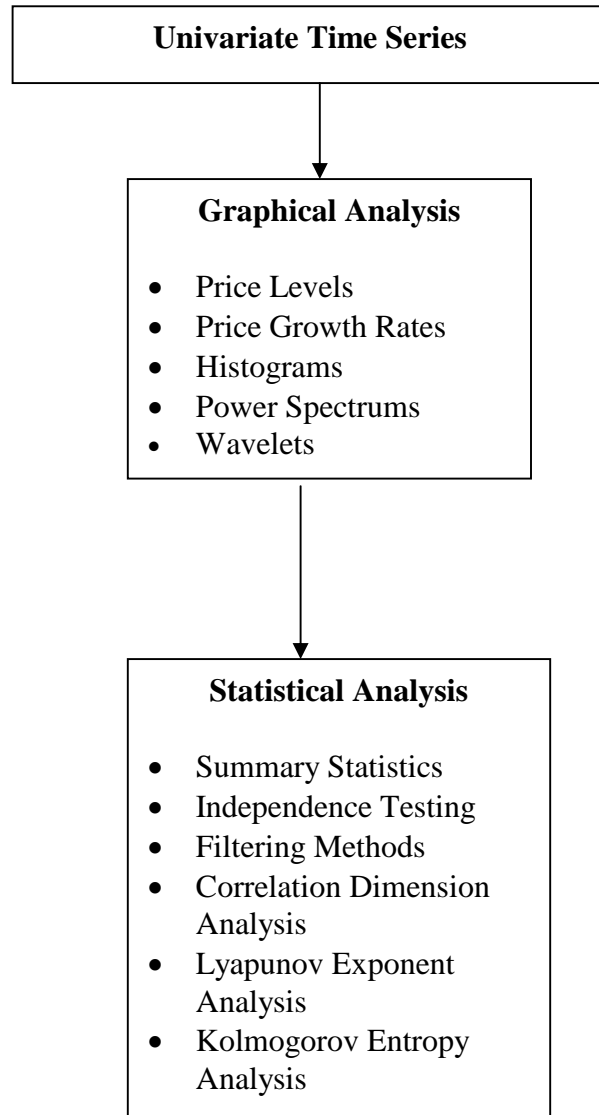 Univariate Time Series
Graphical Analysis
• Price Levels
• Price Growth Rates
• Histograms
• Power Spectrums
• Wavelets
Statistical Analysis
• Summary Statistics
• Independence Testing
• Filtering Methods
• Correlation Dimension
Analysis
• Lyapunov Exponent
Analysis
• Kolmogorov Entropy
Analysis